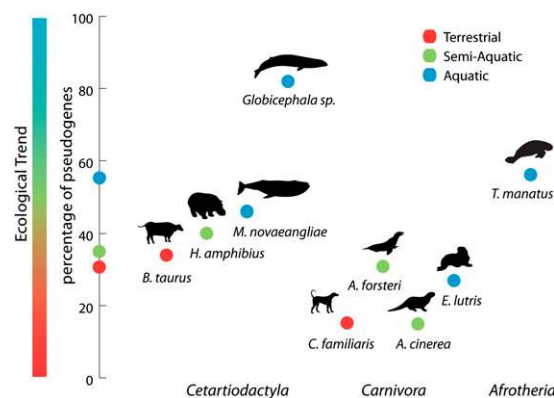 Ecological Trend
percentage of pseudogenes
100
80
60
40
20
0
Terrestrial
Semi-Aquatic
Aquatic
Globicephala sp.
T. manatus
M. novaeangliae
H. amphibius
B. taurus
A. forsteri
E. lutris
C. familiaris
A. cinerea
Cetartiodactyla
Carnivora
Afrotheria